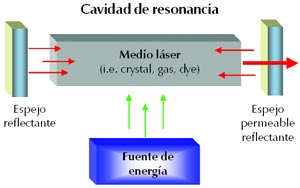 Cavidad de resonancia
Medio láser
(i.e. crystal, gas, dye)
Espejo
reflectante
Espejo
permeable
reflectante
Fuente de
energía